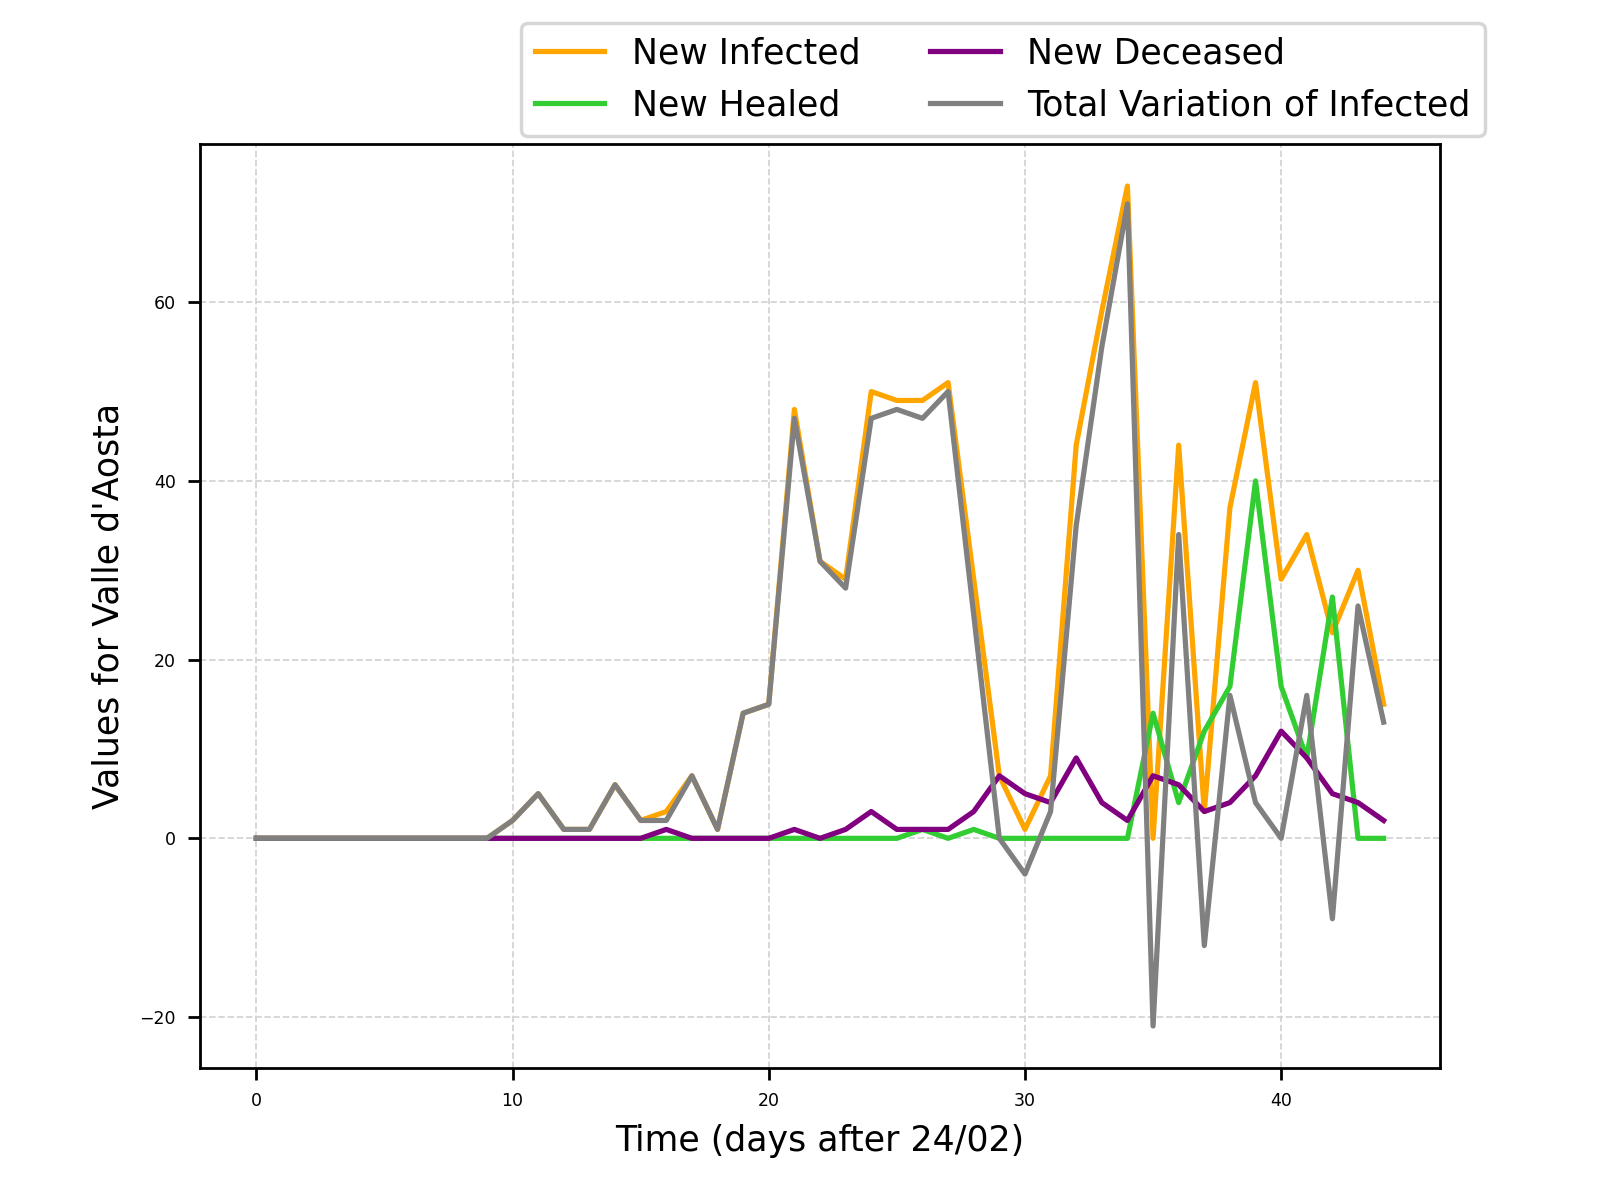 New Infected
New Deceased
New Healed
Total Variation of Infected
Values for Valle d'Aosta
60
40
20
0
−20
0
10
20
30
40
Time (days after 24/02)